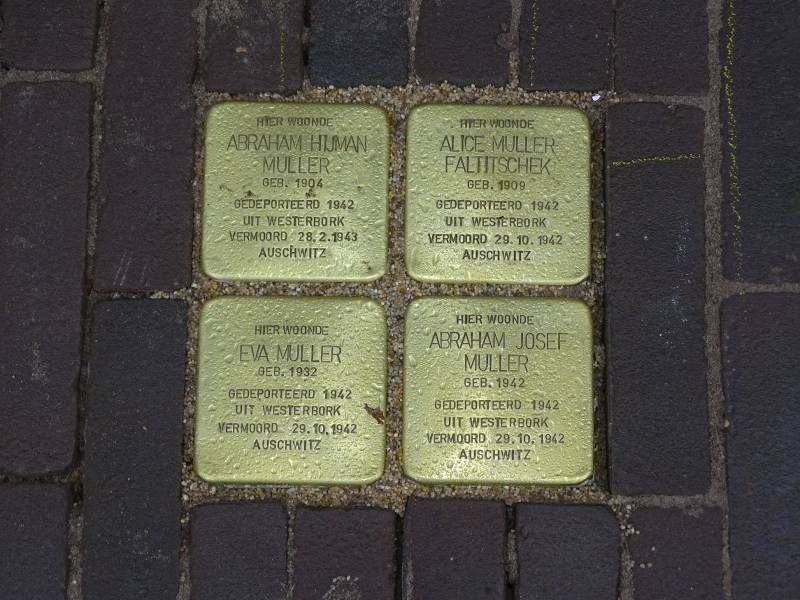 HIER WOONDE
ABRAHAM HIJMAN
MULLER
GEB. 1904
GEDEPORTEERD 1942
UIT WESTERBORK
VERMOORD 28.2.1943
AUSCHWITZ
HIER WOONDE
ALICE MULLER
FALTITSCHEK
GEB. 1909
GEDEPORTEERD 1942
UIT WESTERBORK
VERMOORD 29.10.1942
AUSCHWITZ
HIER WOONDE
EVA MULLER
GEB. 1932
GEDEPORTEERD 1942
UIT WESTERBORK
VERMOORD 29.10.1942
AUSCHWITZ
HIER WOONDE
ABRAHAM JOSEF
MULLER
GEB. 1942
GEDEPORTEERD 1942
UIT WESTERBORK
VERMOORD 29.10.1942
AUSCHWITZ